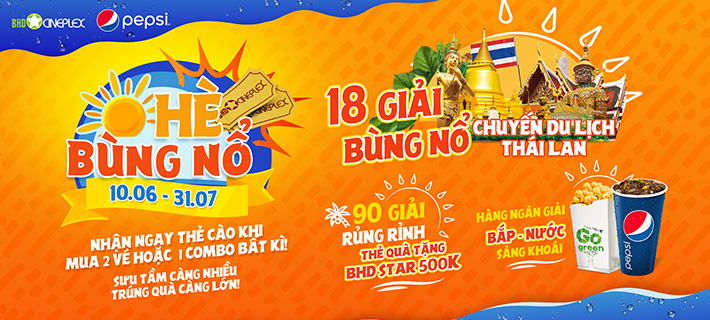 BHD CINEPLEX pepsi.
HÈ
BÙNG NỔ
10.06 - 31.07
NHẬN NGAY THẺ CÀO KHI
MUA 2 VÉ HOẶC 1 COMBO BẤT KÌ!
SƯU TẦM CÀNG NHIỀU
TRÚNG QUÀ CÀNG LỚN!
CINEPLEX
CINEPLEX
18 GIẢI
BÙNG NỔ
CHUYẾN DU LỊCH
THÁI LAN
90 GIẢI
RỦNG RỈNH
THẺ QUÀ TẶNG
BHD STAR 500K
HÀNG NGÀN GIẢI
BẮP - NƯỚC
SẢNG KHOÁI
Go
green
pepsi